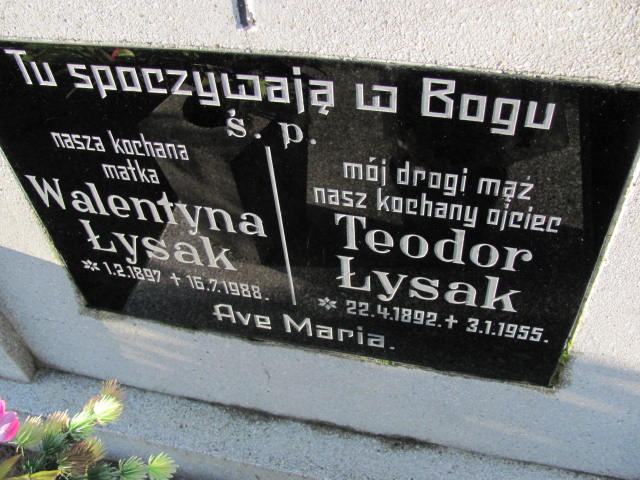 Tu spoczywają w Bogu
ś. p.
nasza kochana
matka
Walentyna
Łysak
* 1.2.1897 + 16.7.1988.
mój drogi mąż
nasz kochany ojciec
Teodor
Łysak
* 22.4.1892. + 3.1.1955.
Ave Maria.